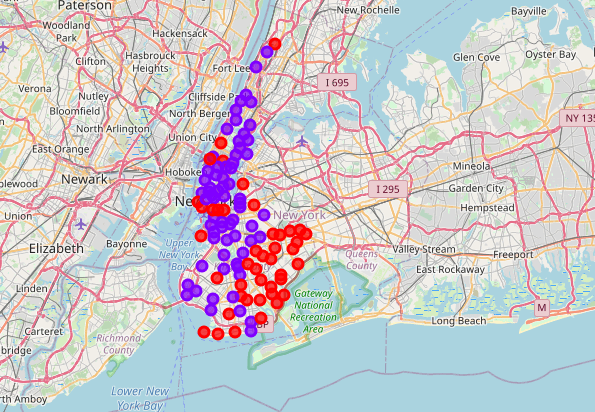 Paterson
New Rochelle
Bayville
Woodland
Park
Hackensack
Hasbrouck
Heights
Glen Cove
Oyster Bay
Clifton
Fort Lee
I 695
Verona
Nutley
Cliffside
Bloomfield
North Bergen
NY 135
North Arlington
Union City
East Orange
Mineola
Hoboke
Newark
I 295
Garden City
Union
New York
Hempstead
Upper
New York
Bay
Elizabeth
Bayonne
Valley Stream
Queens
County
Freeport
East Rockaway
Linden
Gateway
National
Recreation
Area
M
Long Beach
Carteret
Richmond
County
bridge
th Amboy
Lower New
York Bay